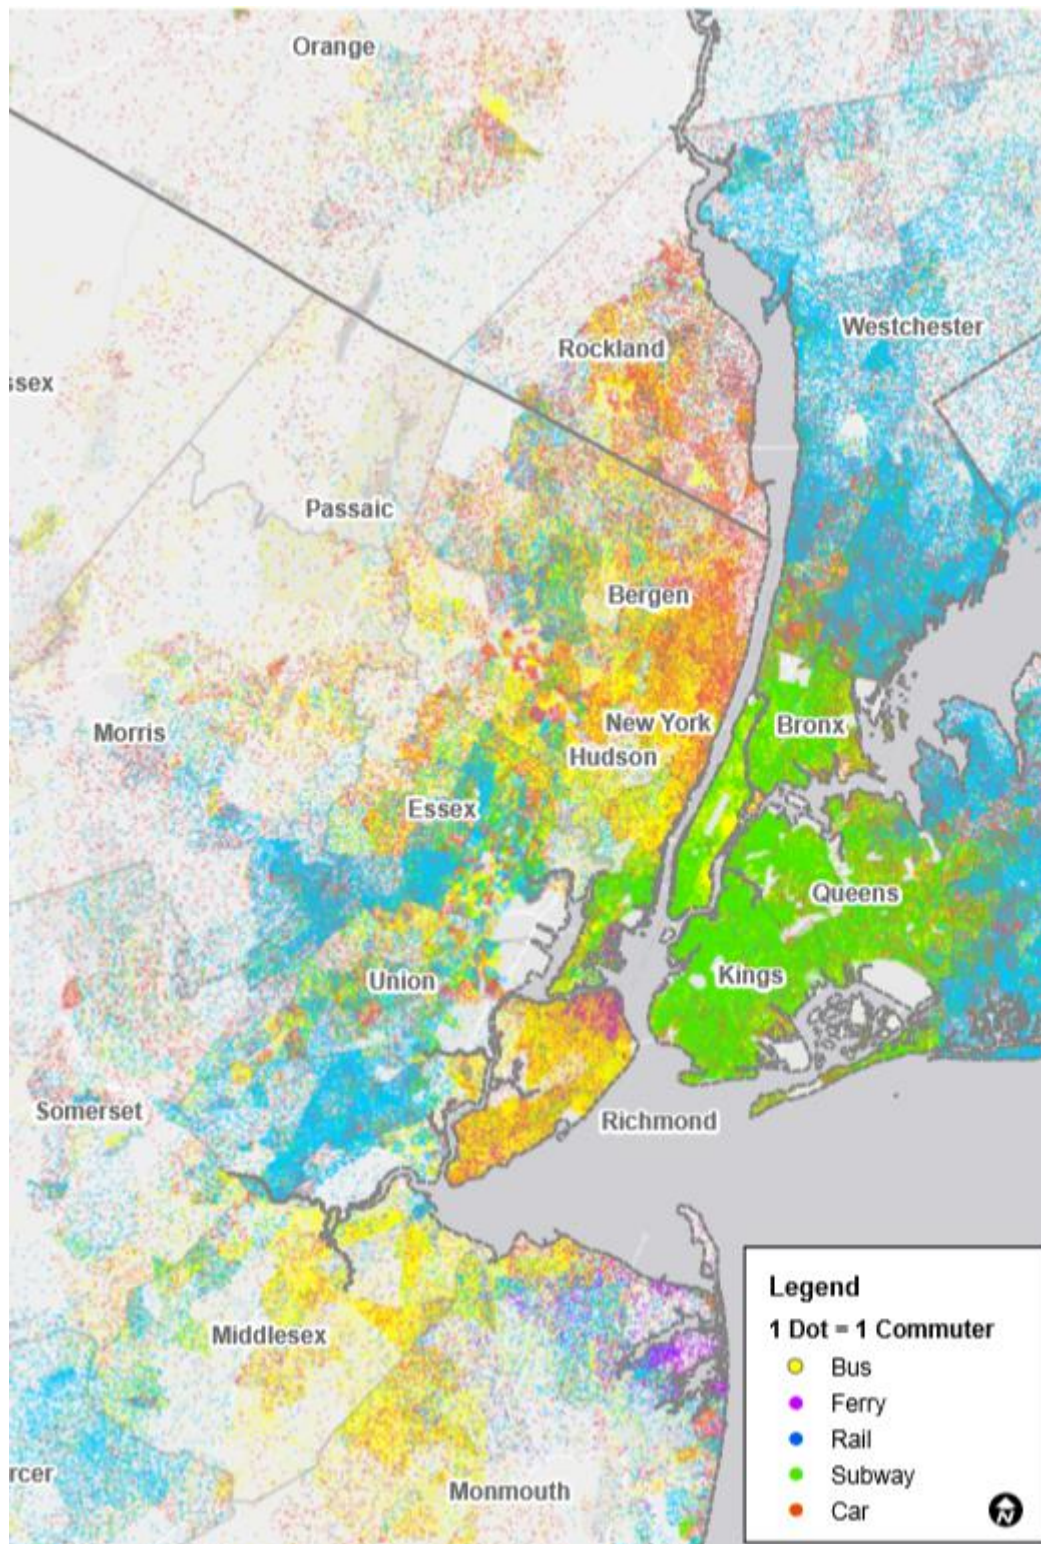 Orange
Westchester
Rockland
ssex
Passaic
Bergen
New York
Bronx
Morris
Hudson
Essex
Queens
Kings
Union
Somerset
Richmond
Middlesex
rcer
Monmouth
Legend
1 Dot = 1 Commuter
Bus
Ferry
Rail
Subway
Car
N